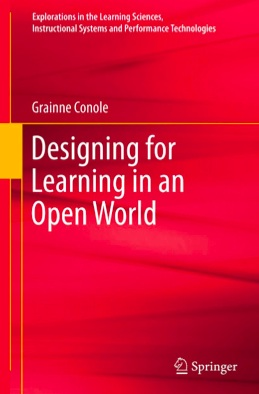 Explorations in the Learning Sciences,
Instructional Systems and Performance Technologies
Grainne Conole
Designing for
Learning in an
Open World
Springer